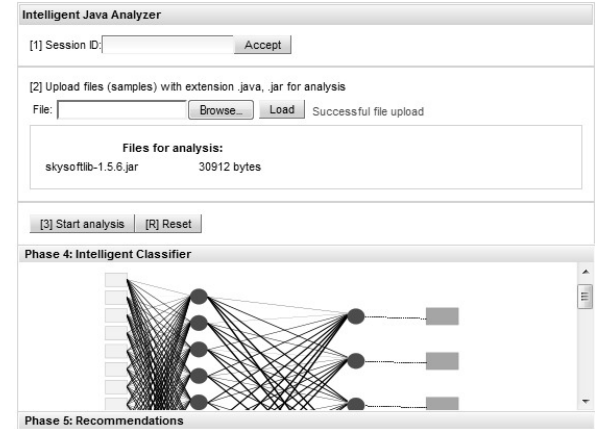 Intelligent Java Analyzer
[1] Session ID: Accept
[2] Upload files (samples) with extension .java, .jar for analysis
File: Browse... Load Successful file upload
Files for analysis:
skysoftlib-1.5.6.jar 30912 bytes
[3] Start analysis [R] Reset
Phase 4: Intelligent Classifier
Phase 5: Recommendations